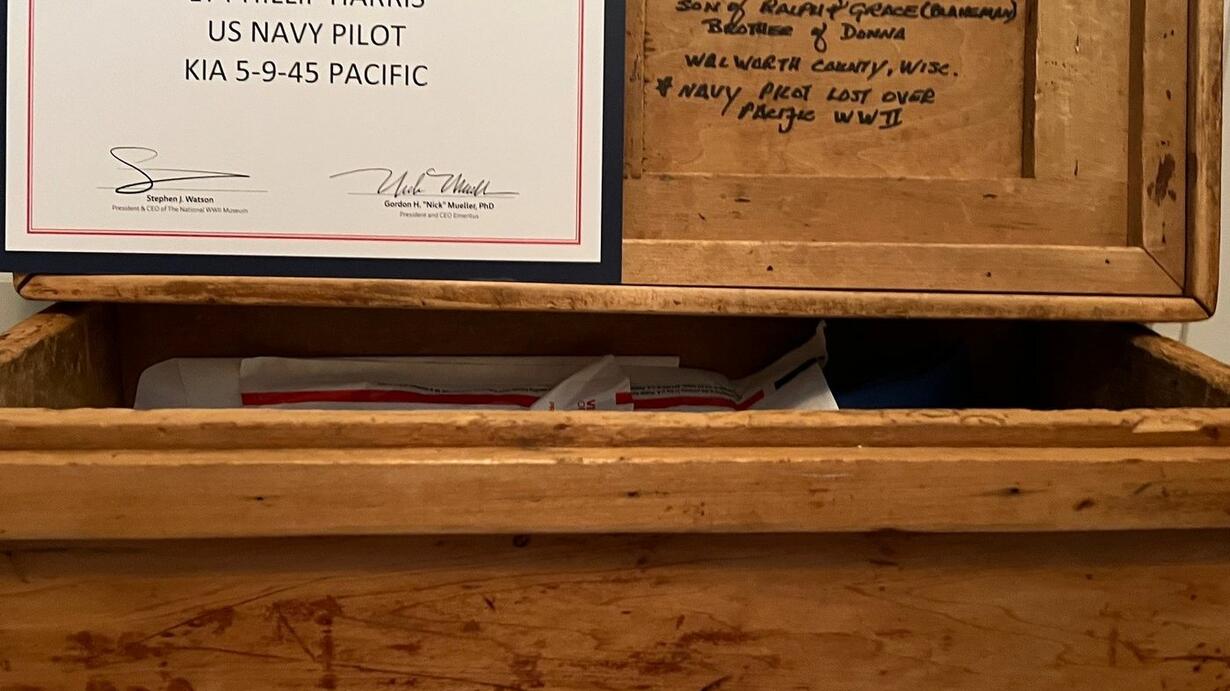 US NAVY PILOT
KIA 5-9-45 PACIFIC
Stephen J. Watson
President & CEO of The National WWII Museum
Gordon H. "Nick" Mueller, PhD
President and CEO Emeritus
SON of RALPH & GRACE (BLAKEMAN)
BROTHER of DONNA
WALWORTH COUNTY, WISC.
* NAVY PILOT LOST OVER
PACIFIC WWII